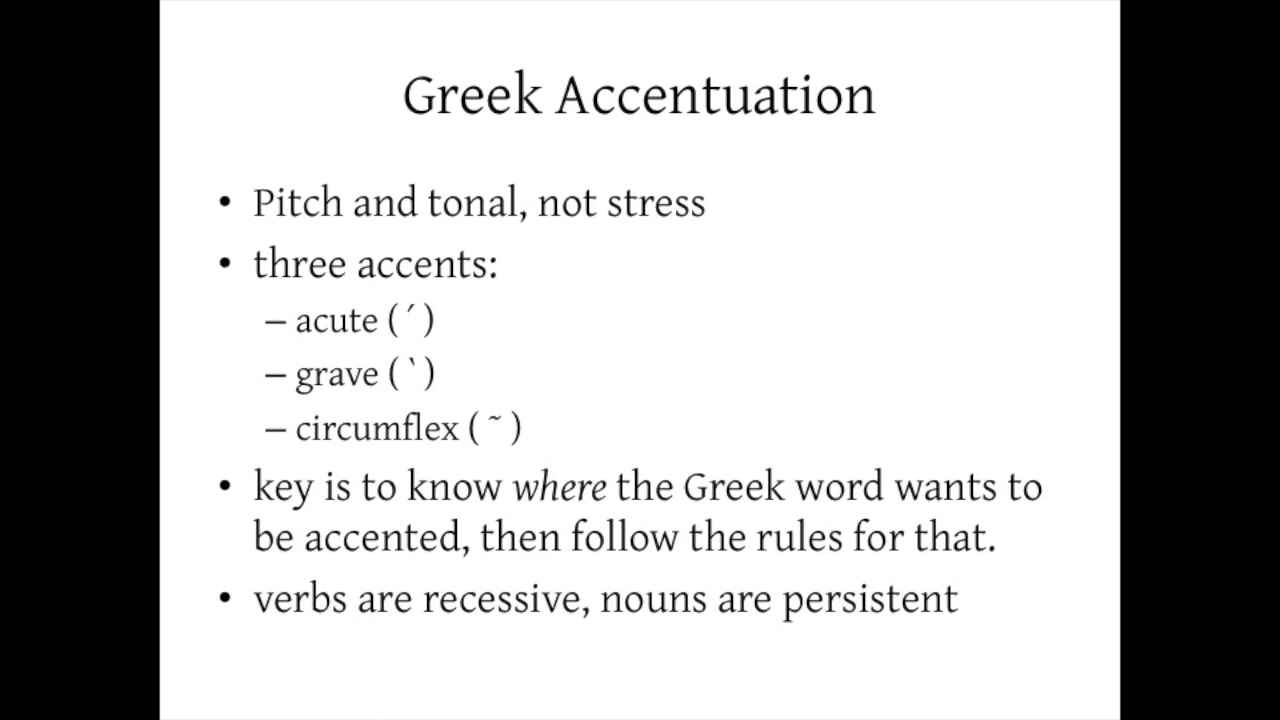 Greek Accentuation
• Pitch and tonal, not stress
• three accents:
– acute ( ´ )
– grave ( ` )
– circumflex ( ˜ )
• key is to know where the Greek word wants to
be accented, then follow the rules for that.
• verbs are recessive, nouns are persistent